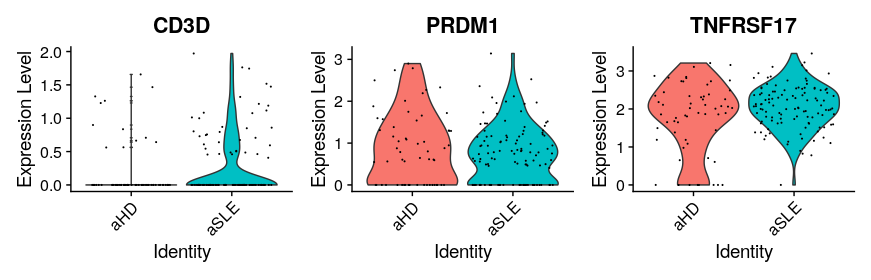 CD3D
Expression Level
2.0
1.5
1.0
0.5
0.0
aHD
aSLE
Identity
PRDM1
Expression Level
3
2
1
0
aHD
aSLE
Identity
TNFRSF17
Expression Level
3
2
1
0
aHD
aSLE
Identity